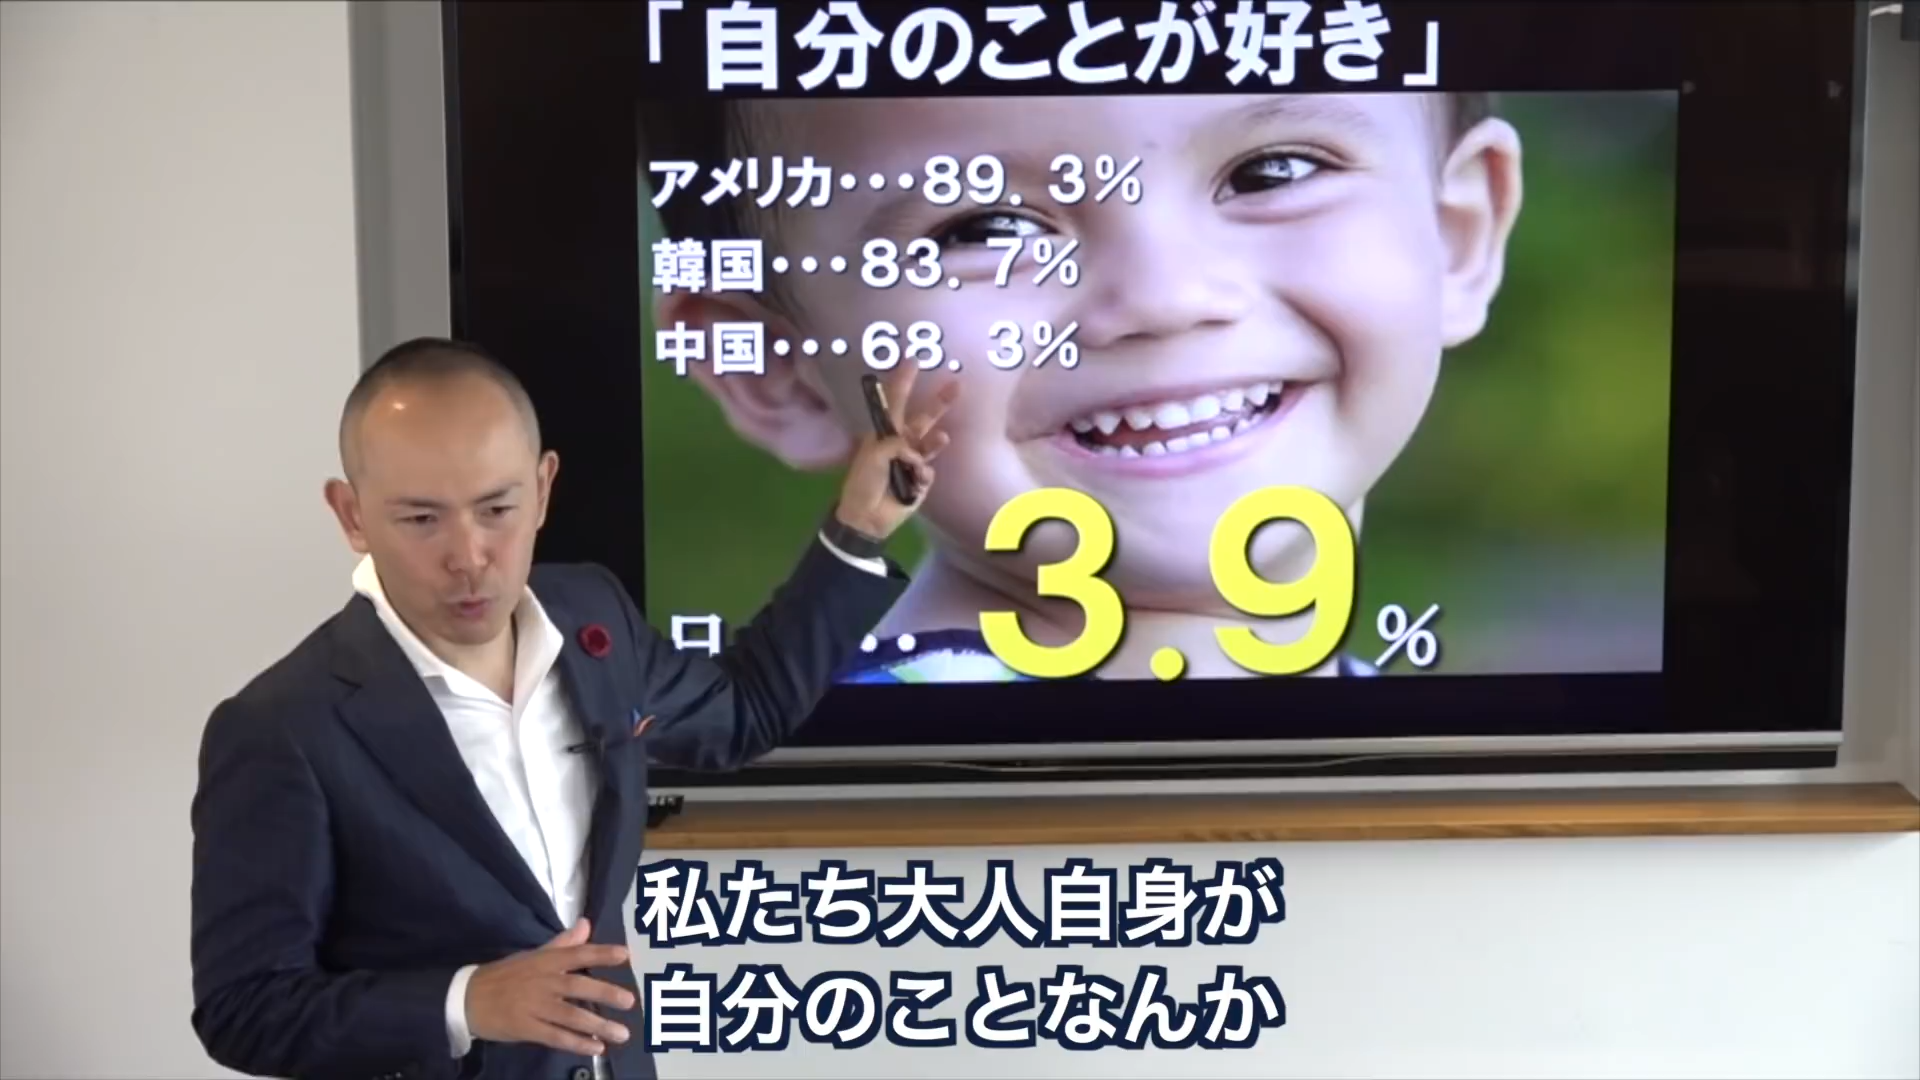 「自分のことが好き」
アメリカ・・・89.3%
韓国・・・83.7%
中国・・・68.3%
3.9%
私たち大人自身が
自分のことなんか